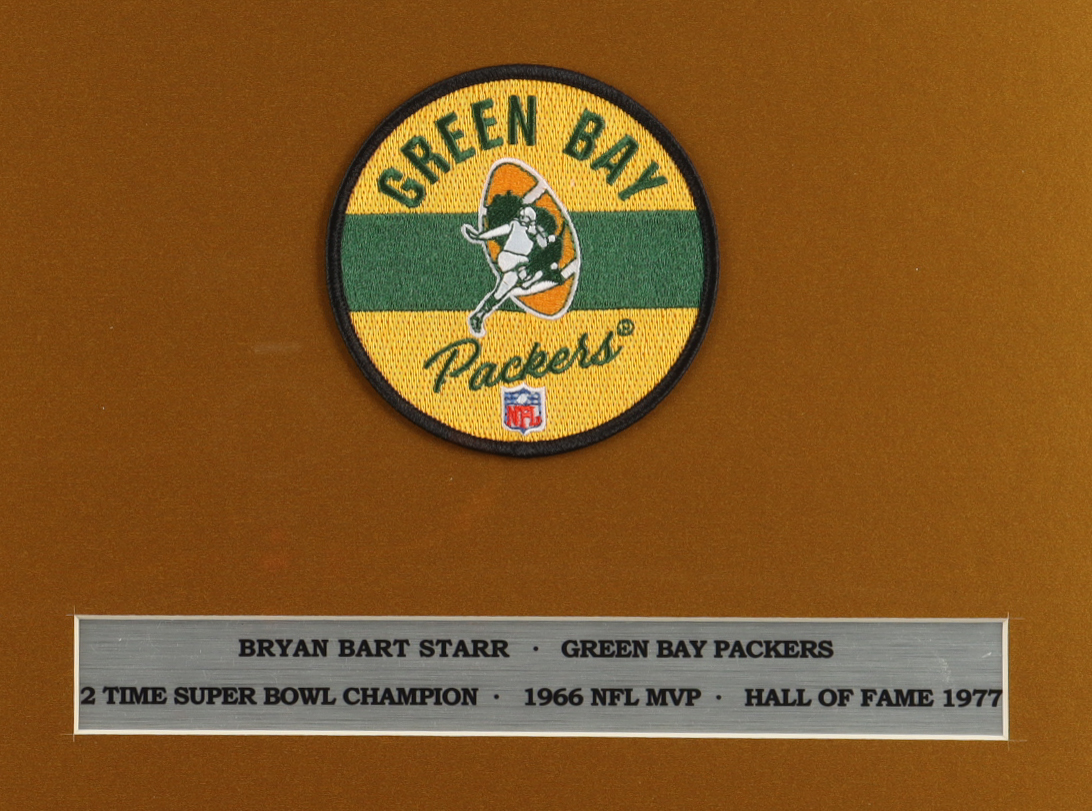 GREEN BAY
Packers®
NFL
BRYAN BART STARR · GREEN BAY PACKERS
2 TIME SUPER BOWL CHAMPION · 1966 NFL MVP · HALL OF FAME 1977